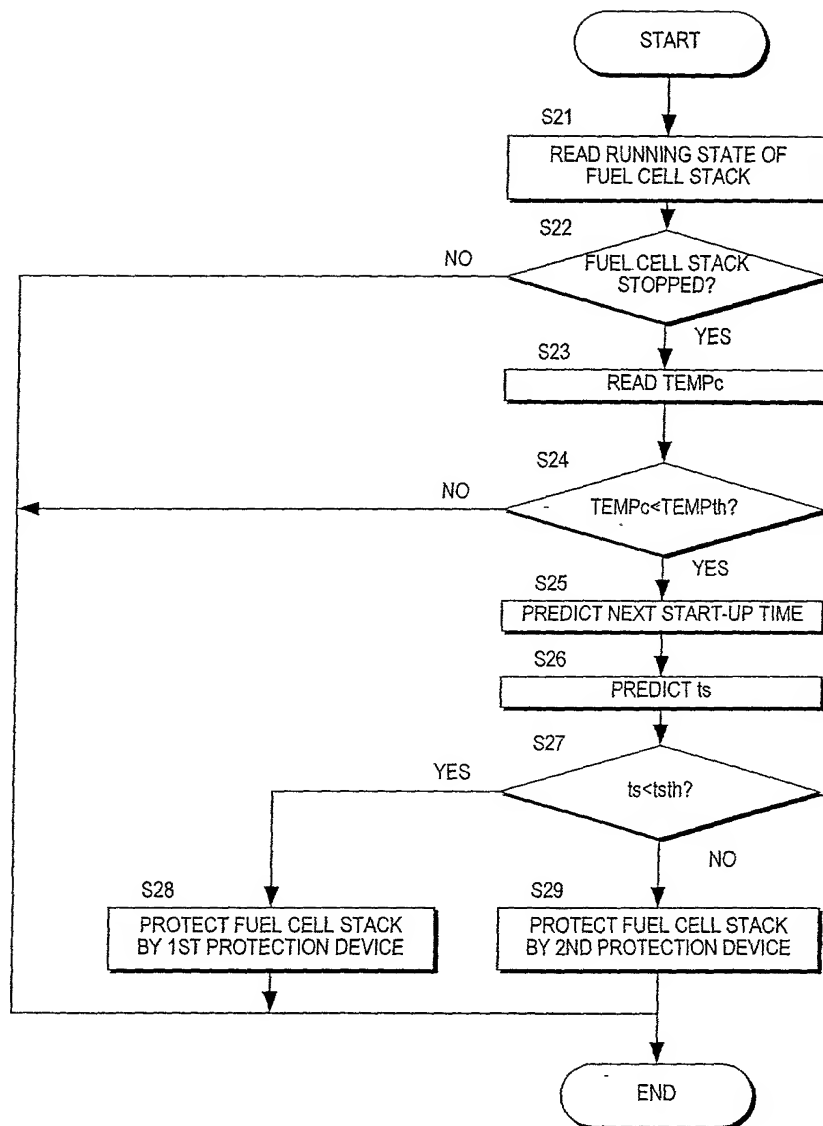 START
S21
READ RUNNING STATE OF
FUEL CELL STACK
S22
NO
FUEL CELL STACK
STOPPED?
YES
S23
READ TEMPc
S24
NO
TEMPc<TEMPth?
YES
S25
PREDICT NEXT START-UP TIME
S26
PREDICT ts
S27
YES
ts<tsth?
NO
S28
PROTECT FUEL CELL STACK
BY 1ST PROTECTION DEVICE
S29
PROTECT FUEL CELL STACK
BY 2ND PROTECTION DEVICE
END